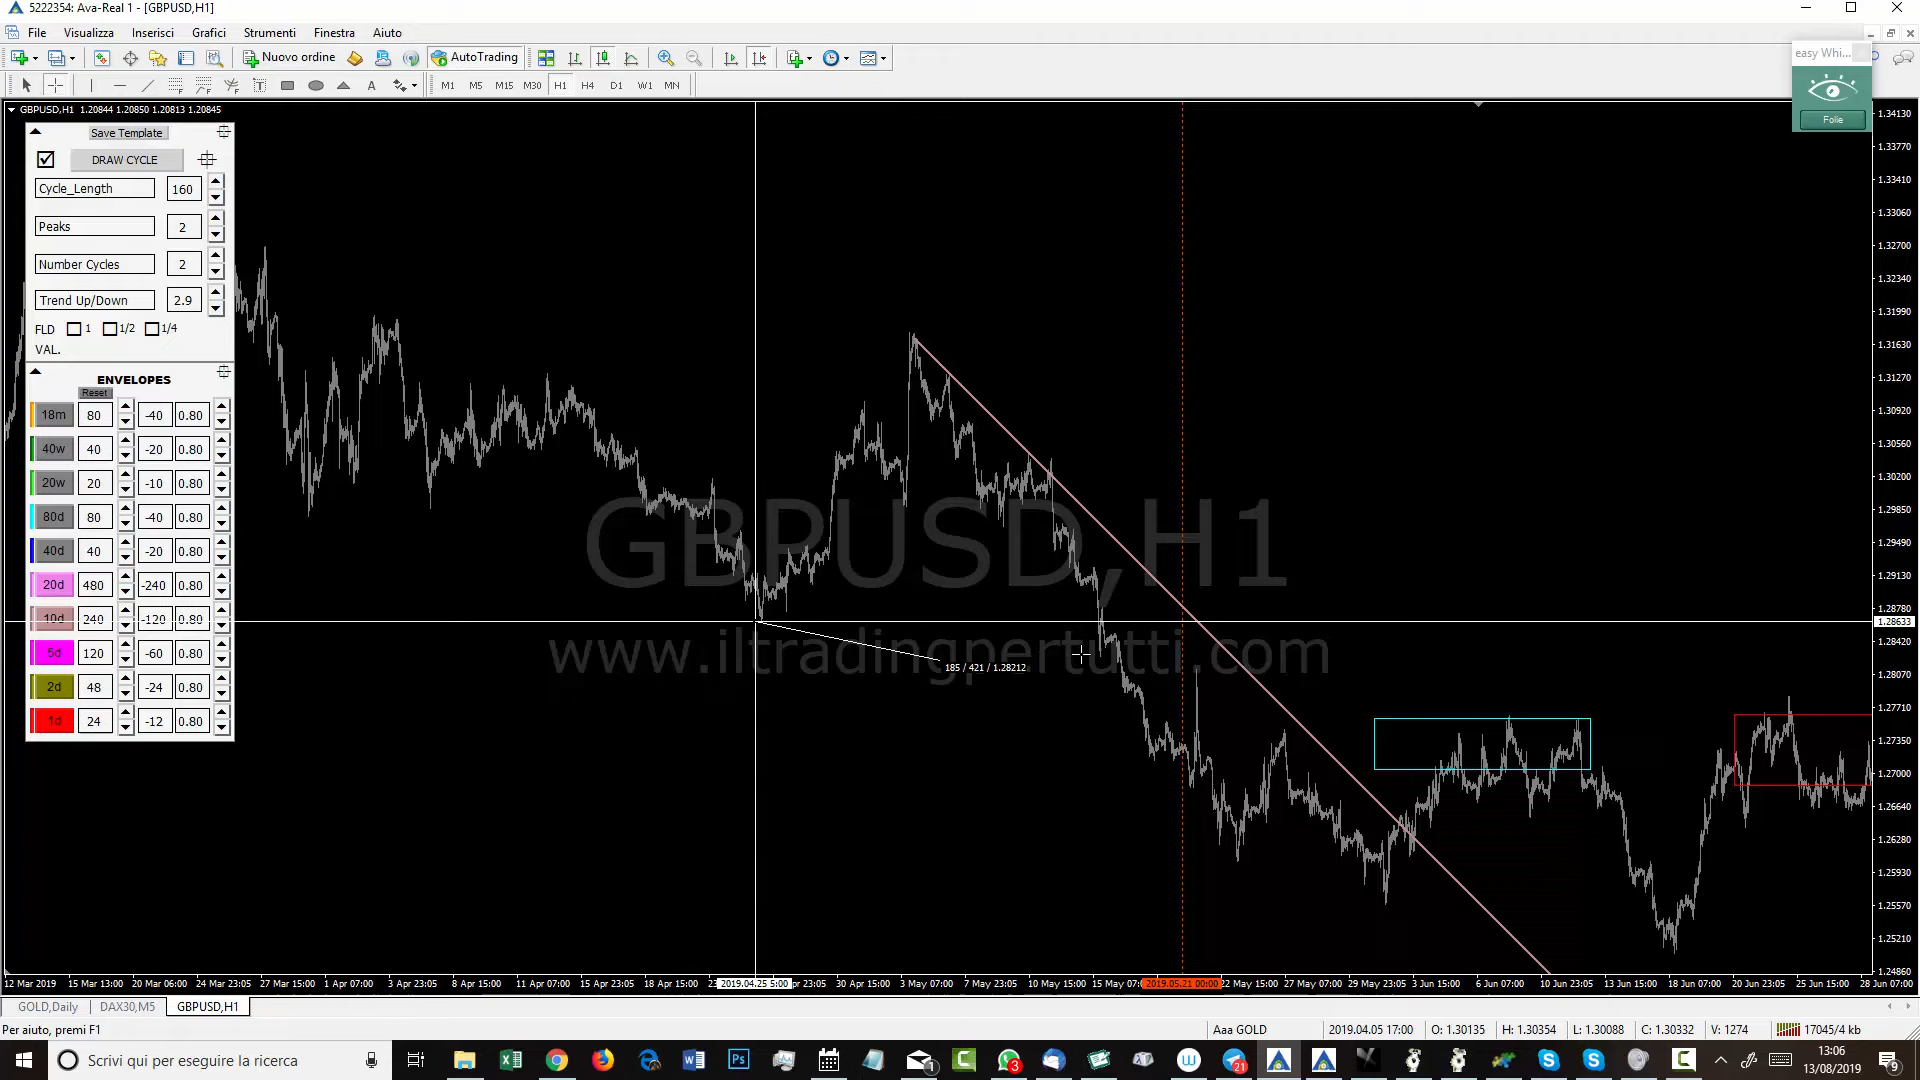 5222354: Ava-Real 1 - [GBPUSD,H1]
File Visualizza Inserisci Grafici Strumenti Finestra Aiuto
easy Whi...
Nuovo ordine AutoTrading
A M1 M5 M15 M30 H1 H4 D1 W1 MN
Folie
GBPUSD,H1 1.20844 1.20850 1.20813 1.20845
Save Template
DRAW CYCLE
Cycle_Length 160
Peaks 2
Number Cycles 2
Trend Up/Down 2.9
FLD 1 1/2 1/4
VAL.
ENVELOPES
Reset
18m 80 -40 0.80
40w 40 -20 0.80
20w 20 -10 0.80
80d 80 -40 0.80
40d 40 -20 0.80
20d 480 -240 0.80
10d 240 -120 0.80
5d 120 -60 0.80
2d 48 -24 0.80
1d 24 -12 0.80
GBPUSD,H1
www.iltradingpertutti.com
185 / 421 / 1.28212
1.34130
1.33770
1.33410
1.33060
1.32700
1.32340
1.31990
1.31630
1.31270
1.30920
1.30560
1.30200
1.29850
1.29490
1.29130
1.28780
1.28633
1.28420
1.28070
1.27710
1.27350
1.27000
1.26640
1.26280
1.25930
1.25570
1.25210
1.24860
12 Mar 2019 15 Mar 13:00 20 Mar 06:00 24 Mar 23:05 27 Mar 15:00 1 Apr 07:00 3 Apr 23:05 8 Apr 15:00 11 Apr 07:00 15 Apr 23:05 18 Apr 15:00 2019.04.25 5:00 pr 23:05 30 Apr 15:00 3 May 07:00 7 May 23:05 10 May 15:00 15 May 07:0 2019.05.21 00:00 22 May 15:00 27 May 07:00 29 May 23:05 3 Jun 15:00 6 Jun 07:00 10 Jun 23:05 13 Jun 15:00 18 Jun 07:00 20 Jun 23:05 25 Jun 15:00 28 Jun 07:00
GOLD,Daily DAX30,M5 GBPUSD,H1
Per aiuto, premi F1 Aaa GOLD 2019.04.05 17:00 O: 1.30135 H: 1.30354 L: 1.30088 C: 1.30332 V: 1274 17045/4 kb
Scrivi qui per eseguire la ricerca
1 3 21 13:06
13/08/2019 9